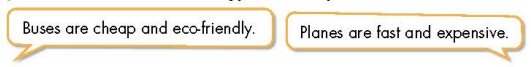 Buses are cheap and eco-friendly.
Planes are fast and expensive.